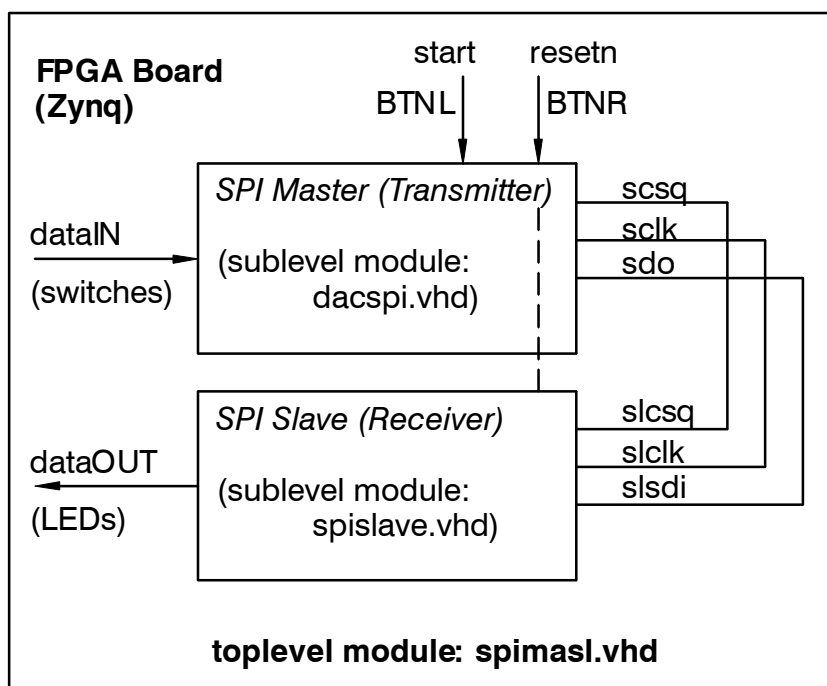 start resetn
FPGA Board
(Zynq)
BTNL BTNR
SPI Master (Transmitter)
scsq
dataIN
sclk
(sublevel module:
sdo
(switches)
dacspi.vhd)
SPI Slave (Receiver)
slcsq
dataOUT
slclk
(sublevel module:
slsdi
(LEDs)
spislave.vhd)
toplevel module: spimasl.vhd